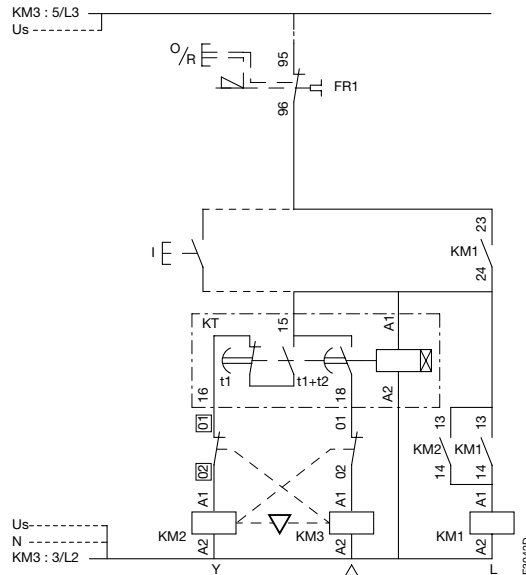 KM3 : 5/L3
Us
O/R
95
96
FR1
I
23
24
KM1
KT
15
A1
t1
t1+t2
A2
16
18
01
01
02
02
13
13
KM2
KM1
14
14
A1
A1
A1
Us
N
KM3 : 3/L2
KM2
KM3
KM1
A2
A2
A2
Y
L